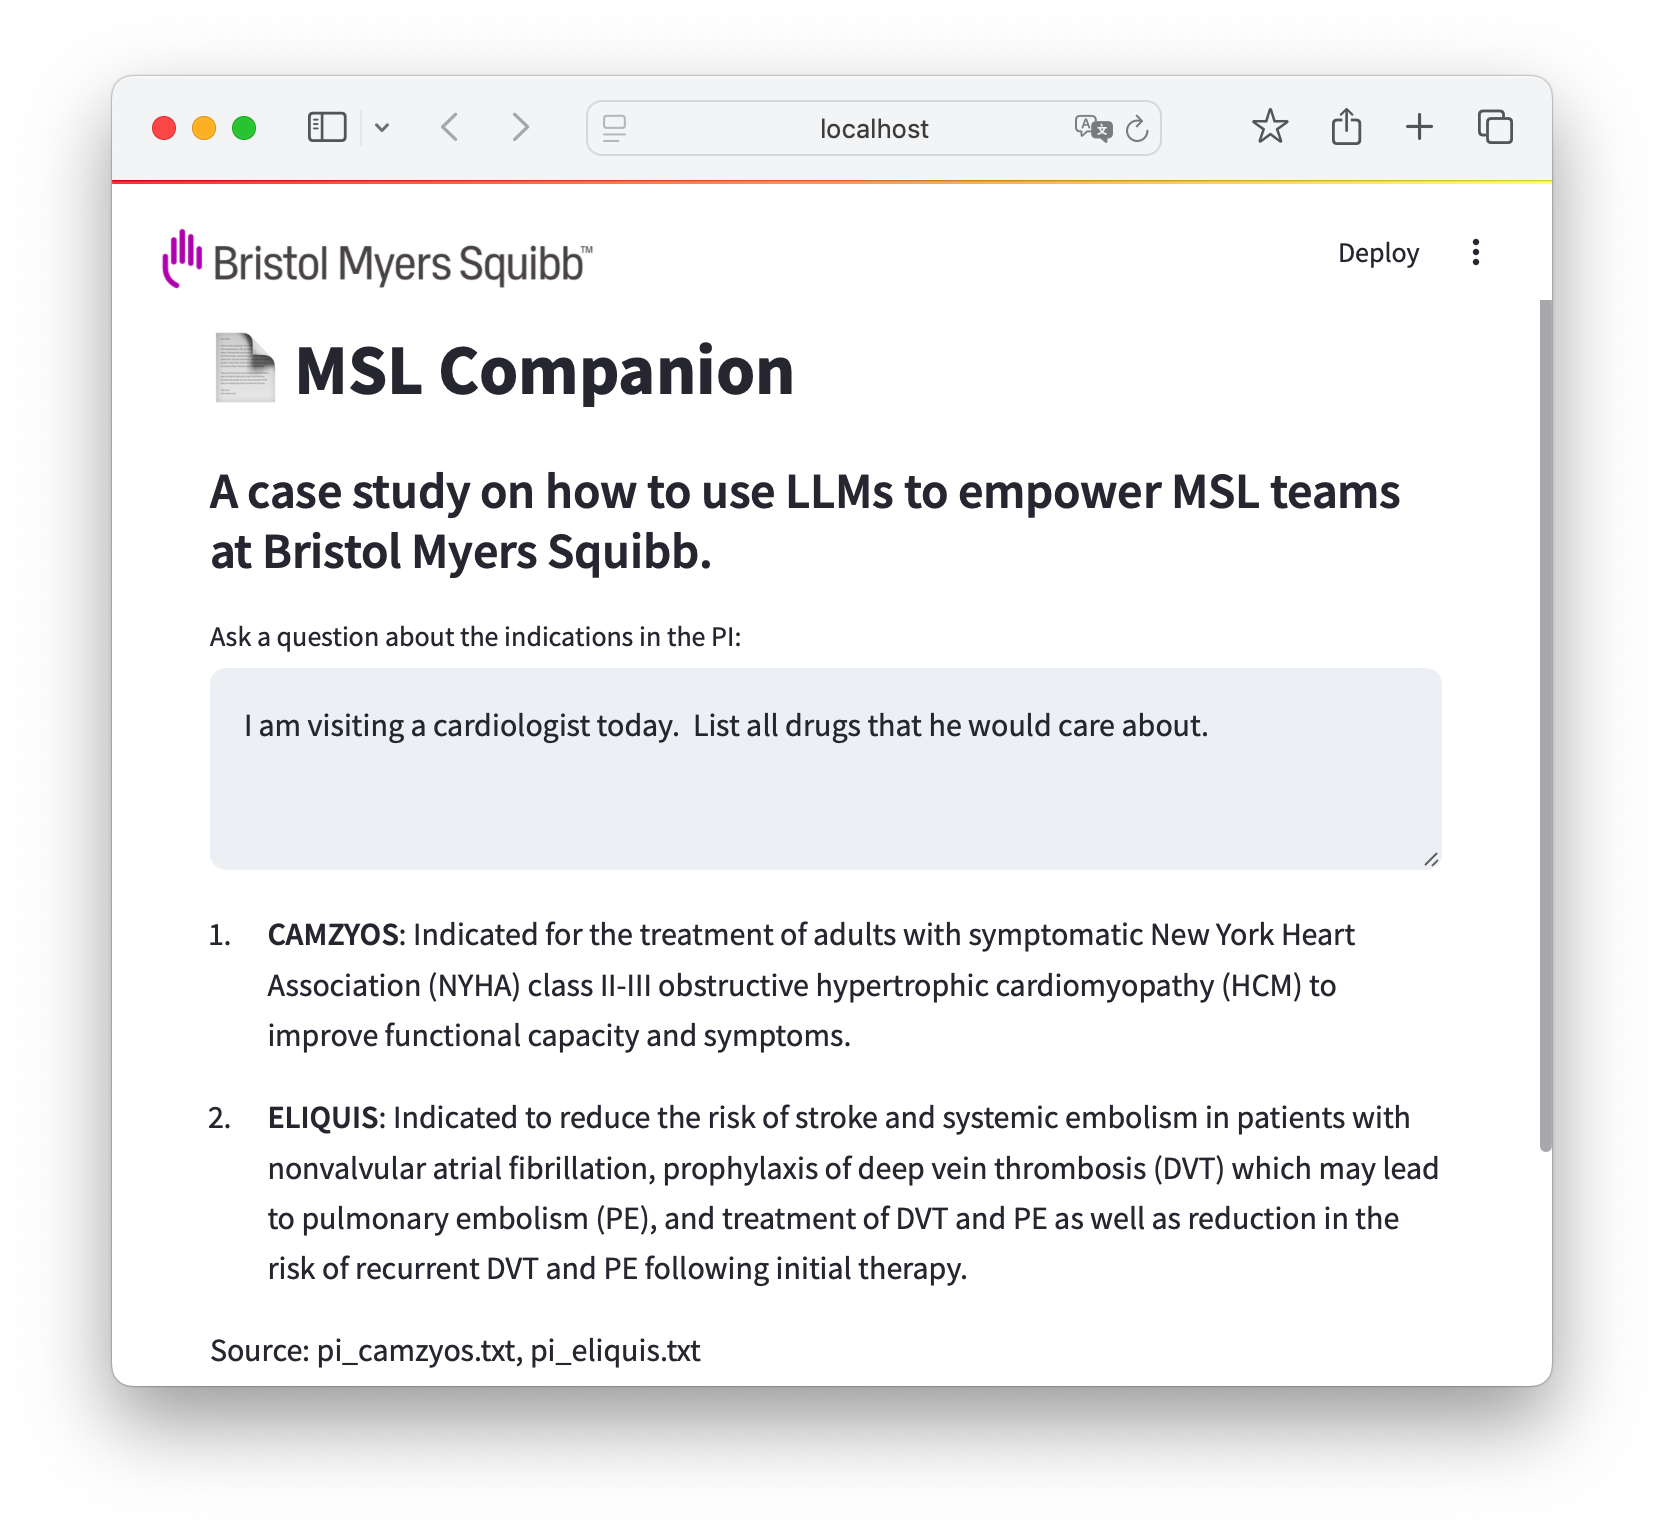 localhost
Bristol Myers Squibb™
Deploy
MSL Companion
A case study on how to use LLMs to empower MSL teams
at Bristol Myers Squibb.
Ask a question about the indications in the PI:
I am visiting a cardiologist today.  List all drugs that he would care about.
1. CAMZYOS: Indicated for the treatment of adults with symptomatic New York Heart
Association (NYHA) class II-III obstructive hypertrophic cardiomyopathy (HCM) to
improve functional capacity and symptoms.
2. ELIQUIS: Indicated to reduce the risk of stroke and systemic embolism in patients with
nonvalvular atrial fibrillation, prophylaxis of deep vein thrombosis (DVT) which may lead
to pulmonary embolism (PE), and treatment of DVT and PE as well as reduction in the
risk of recurrent DVT and PE following initial therapy.
Source: pi_camzyos.txt, pi_eliquis.txt